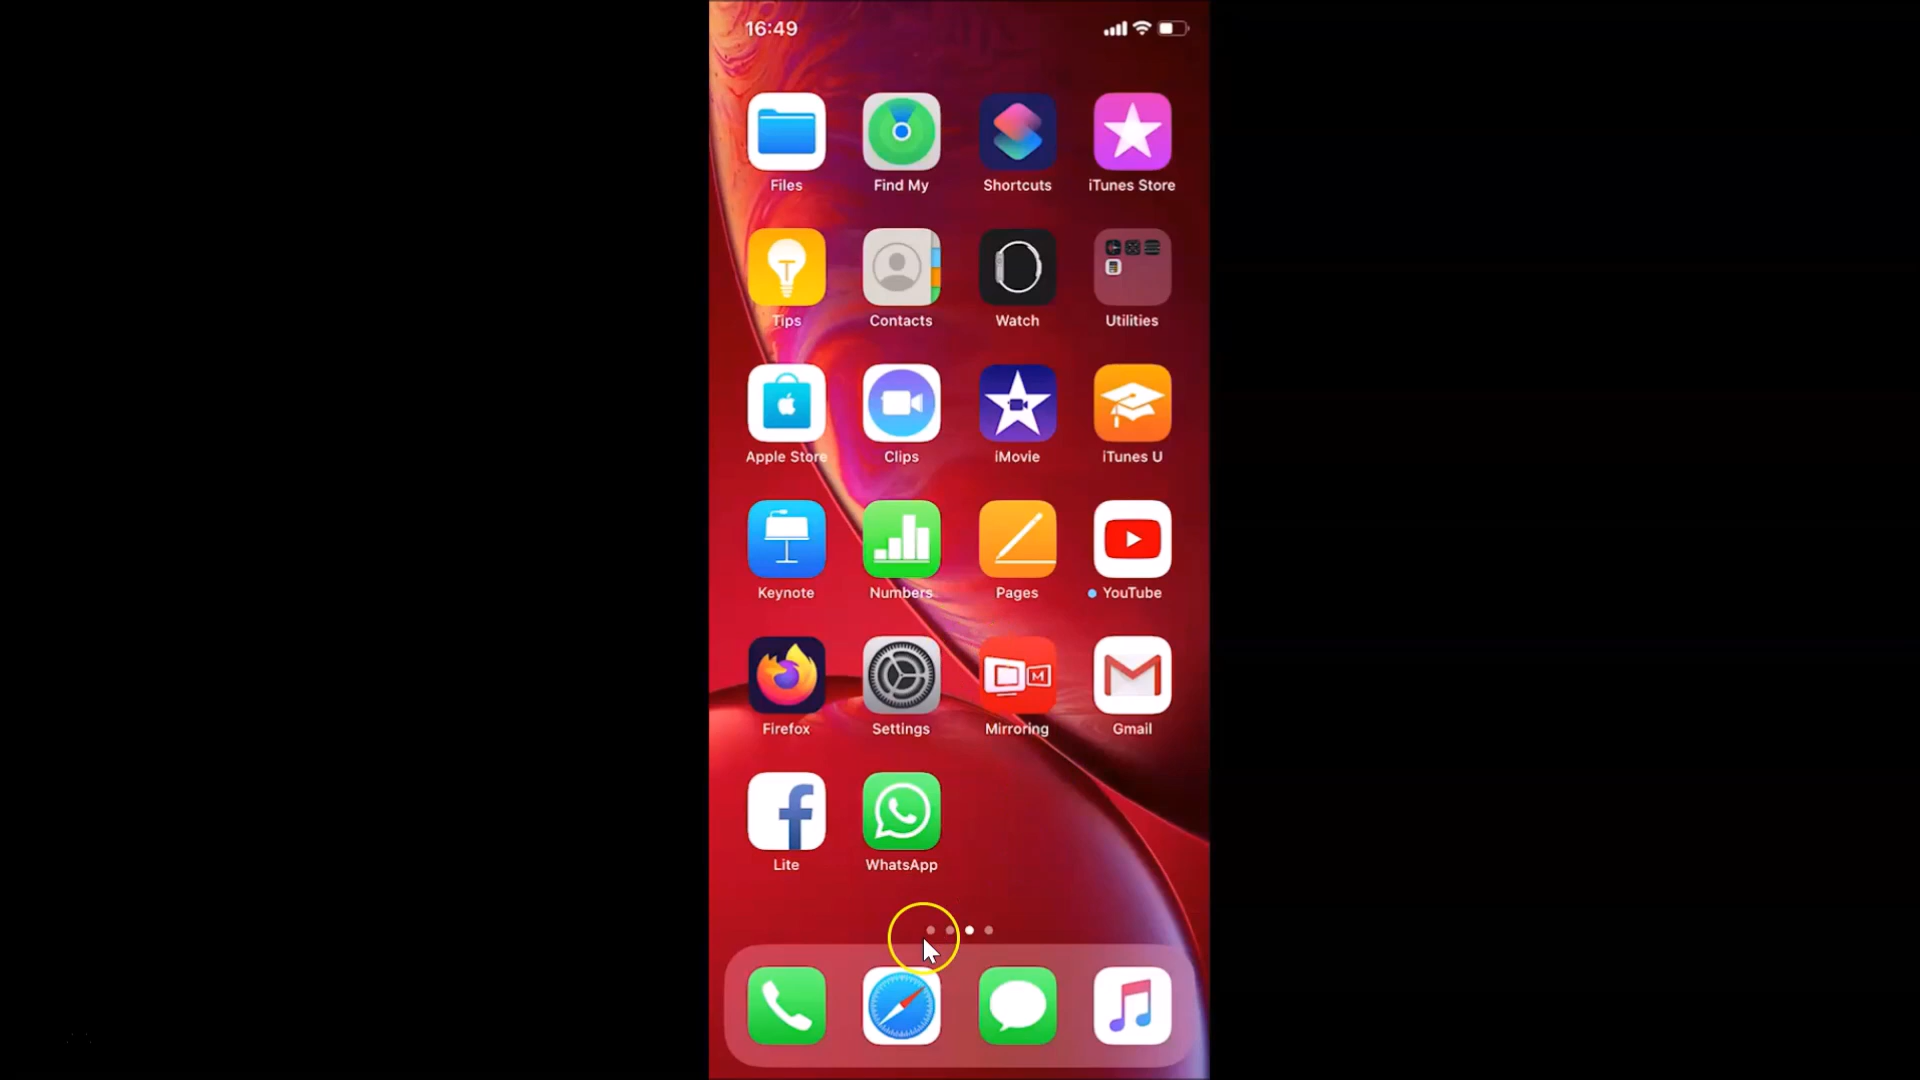 16:49
Files Find My Shortcuts iTunes Store
Tips Contacts Watch Utilities
Apple Store Clips iMovie iTunes U
Keynote Numbers Pages YouTube
M
Firefox Settings Mirroring Gmail
Lite WhatsApp